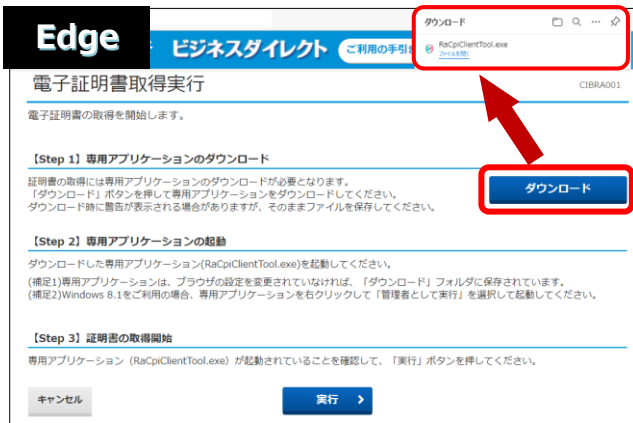 Edge
ビジネスダイレクト
ご利用の手引き
ダウンロード
RaCpiClientTool.exe
ファイルを開く
電子証明書取得実行
CIBRA001
電子証明書の取得を開始します。
【Step 1】専用アプリケーションのダウンロード
証明書の取得には専用アプリケーションのダウンロードが必要となります。
「ダウンロード」ボタンを押して専用アプリケーションをダウンロードしてください。
ダウンロード時に警告が表示される場合がありますが、そのままファイルを保存してください。
ダウンロード
【Step 2】専用アプリケーションの起動
ダウンロードした専用アプリケーション(RaCpiClientTool.exe)を起動してください。
(補足1)専用アプリケーションは、ブラウザの設定を変更されていなければ、「ダウンロード」フォルダに保存されています。
(補足2)Windows 8.1をご利用の場合、専用アプリケーションを右クリックして「管理者として実行」を選択して起動してください。
【Step 3】証明書の取得開始
専用アプリケーション（RaCpiClientTool.exe）が起動されていることを確認して、「実行」ボタンを押してください。
キャンセル
実行